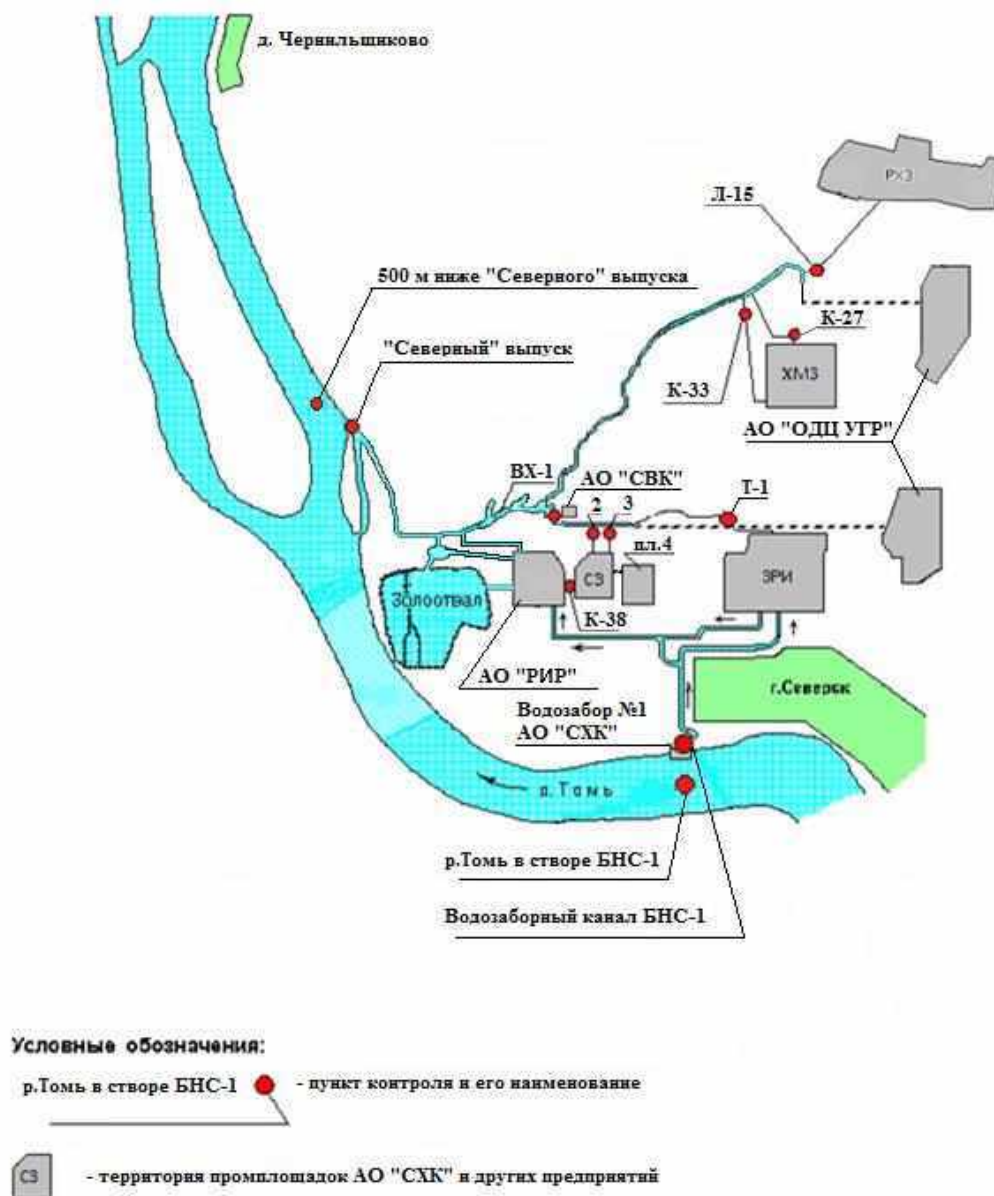 д. Чернильщиково
РХЗ
Л-15
500 м ниже "Северного" выпуска
К-27
"Северный" выпуск
ХМЗ
К-33
АО "ОДЦ УГР"
ВХ-1
АО "СВК"
Т-1
2
3
пл.4
СЗ
ЗРИ
Золоотвал
К-38
АО "РИР"
г.Северск
Водозабор №1
АО "СХК"
р. Томь
р.Томь в створе БНС-1
Водозаборный канал БНС-1
Условные обозначения:
р.Томь в створе БНС-1 - пункт контроля и его наименование
СЗ - территория промплощадок АО "СХК" и других предприятий